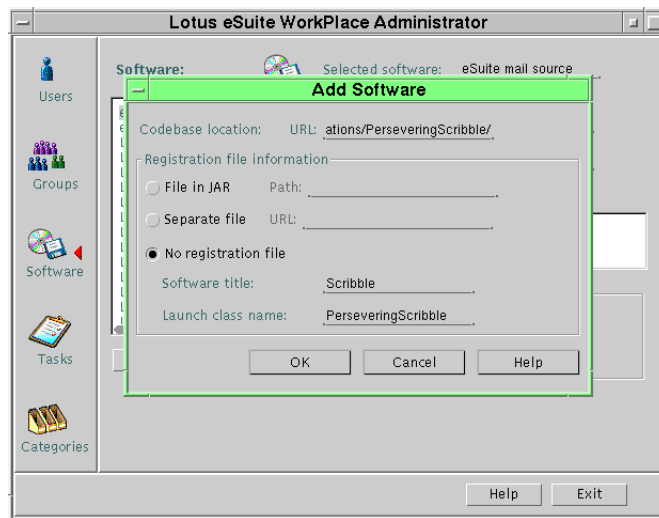 Lotus eSuite WorkPlace Administrator
Users
Groups
Software
Tasks
Categories
Software:
Selected software: eSuite mail source
Add Software
Codebase location: URL: ations/PerseveringScribble/
Registration file information
File in JAR Path:
Separate file URL:
No registration file
Software title: Scribble
Launch class name: PerseveringScribble
OK Cancel Help
Help Exit